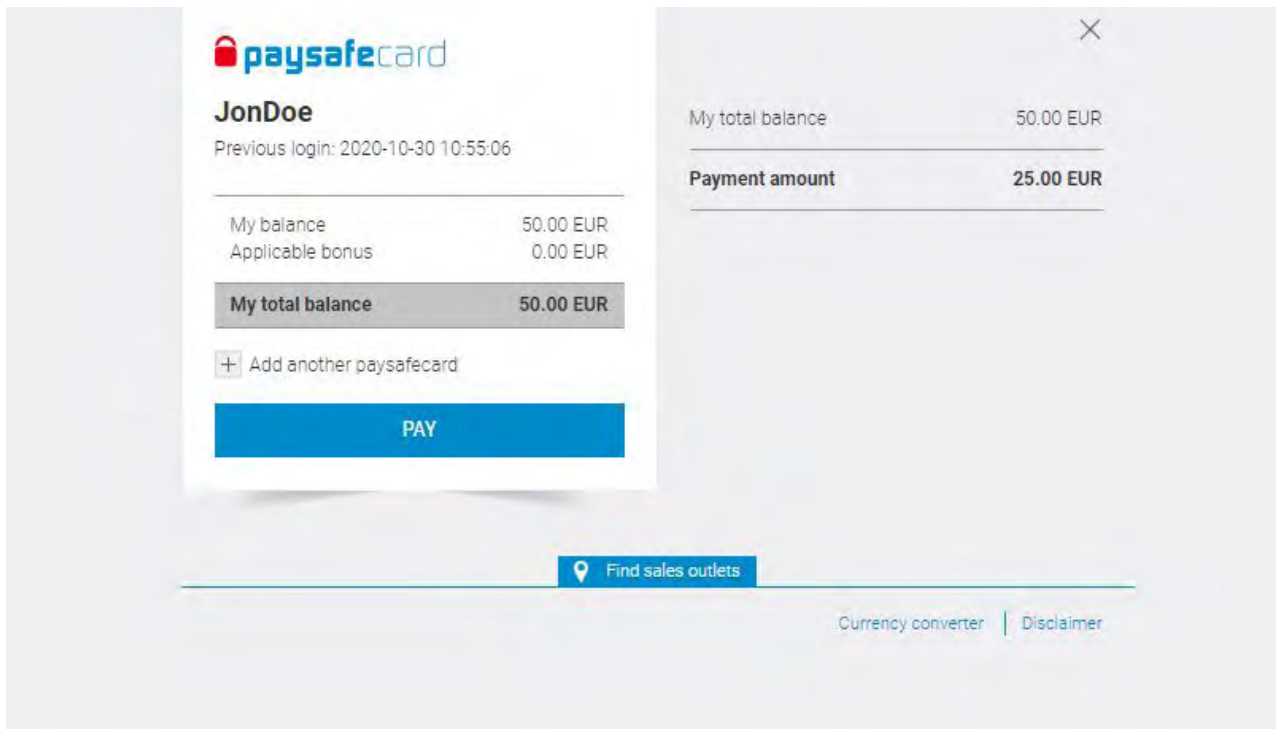 paysafecard
JonDoe
Previous login: 2020-10-30 10:55:06
My balance 50.00 EUR
Applicable bonus 0.00 EUR
My total balance 50.00 EUR
+ Add another paysafecard
PAY
My total balance 50.00 EUR
Payment amount 25.00 EUR
Find sales outlets
Currency converter | Disclaimer